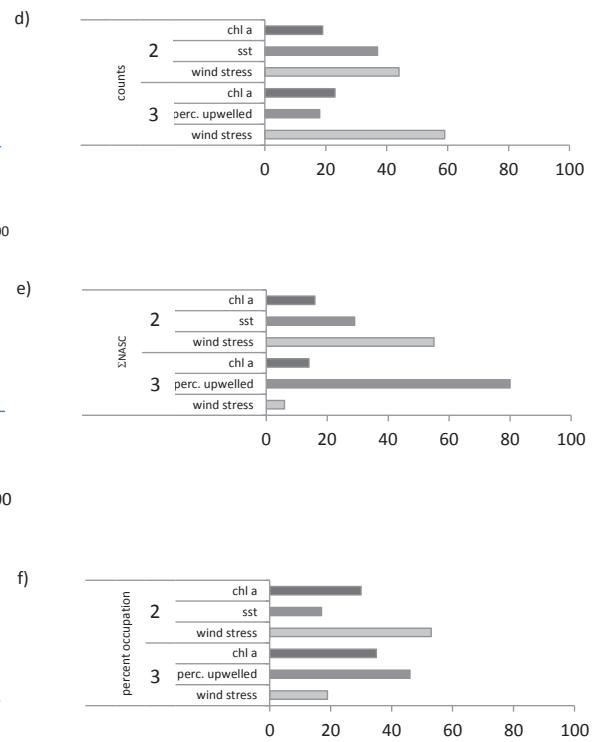 d)
chl a
2
sst
counts
wind stress
chl a
3
perc. upwelled
wind stress
0 20 40 60 80 100
00
e)
chl a
2
sst
ΣNASC
wind stress
chl a
3
perc. upwelled
wind stress
0 20 40 60 80 100
00
f)
chl a
2
sst
percent occupation
wind stress
chl a
3
perc. upwelled
wind stress
0 20 40 60 80 100